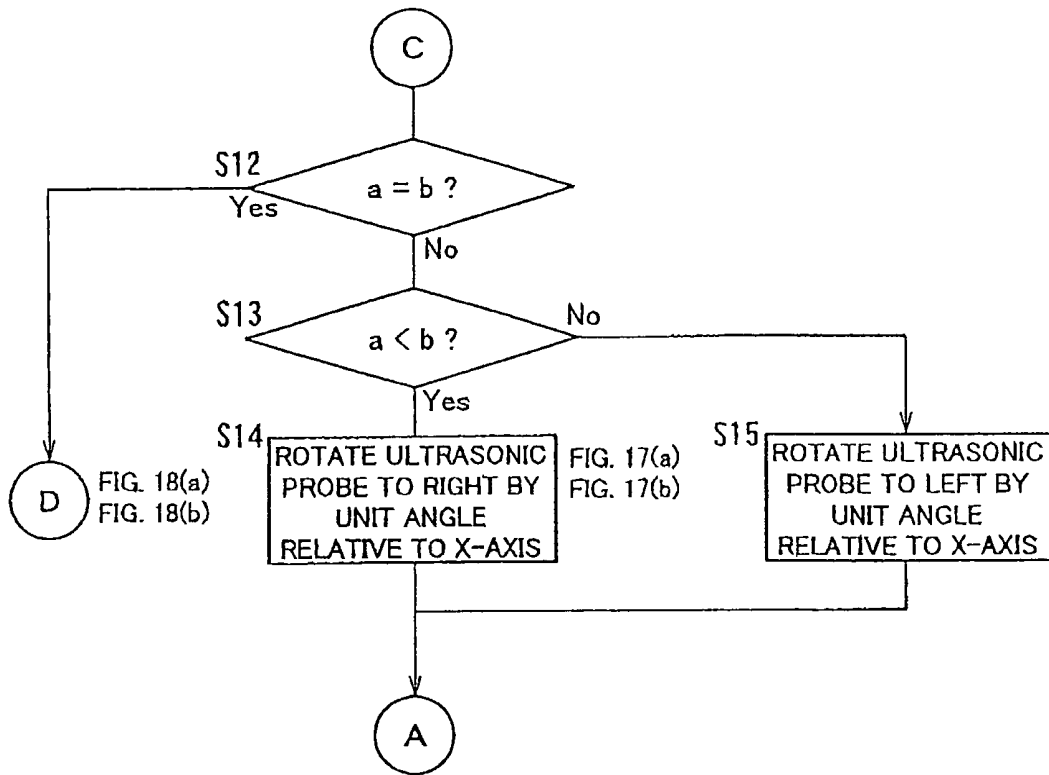 C
S12
a = b ?
Yes
No
S13
a < b ?
No
Yes
S14
ROTATE ULTRASONIC
PROBE TO RIGHT BY
UNIT ANGLE
RELATIVE TO X-AXIS
FIG. 17(a)
FIG. 17(b)
S15
ROTATE ULTRASONIC
PROBE TO LEFT BY
UNIT ANGLE
RELATIVE TO X-AXIS
D
FIG. 18(a)
FIG. 18(b)
A